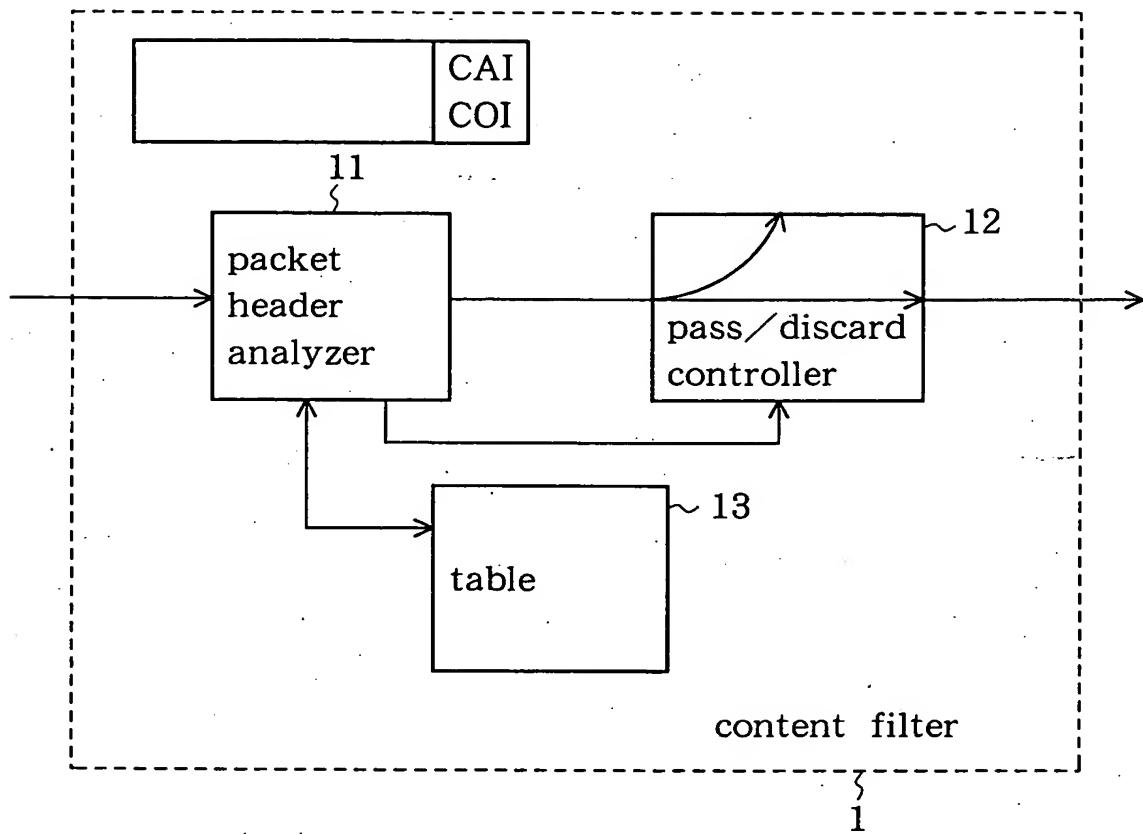 CAI
COI
11
packet
header
analyzer
12
pass/discard
controller
13
table
content filter
1